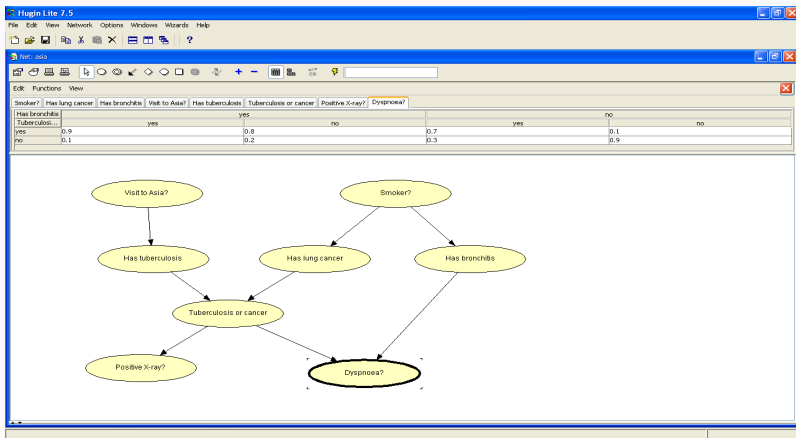 Hugin Lite 7.5
File Edit View Network Options Windows Wizards Help
Net: asia
Edit Functions View
Smoker? Has lung cancer Has bronchitis Visit to Asia? Has tuberculosis Tuberculosis or cancer Positive X-ray? Dyspnoea?
Has bronchitis yes no
Tuberculosi... yes no yes no
yes 0.9 0.8 0.7 0.1
no 0.1 0.2 0.3 0.9
Visit to Asia? Smoker?
Has tuberculosis Has lung cancer Has bronchitis
Tuberculosis or cancer
Positive X-ray? Dyspnoea?